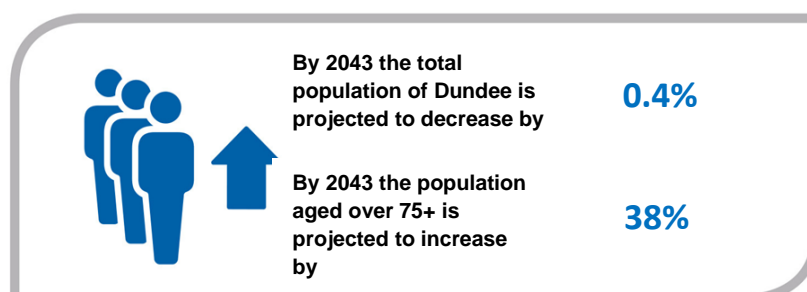 By 2043 the total
population of Dundee is
projected to decrease by
0.4%
By 2043 the population
aged over 75+ is
projected to increase
by
38%